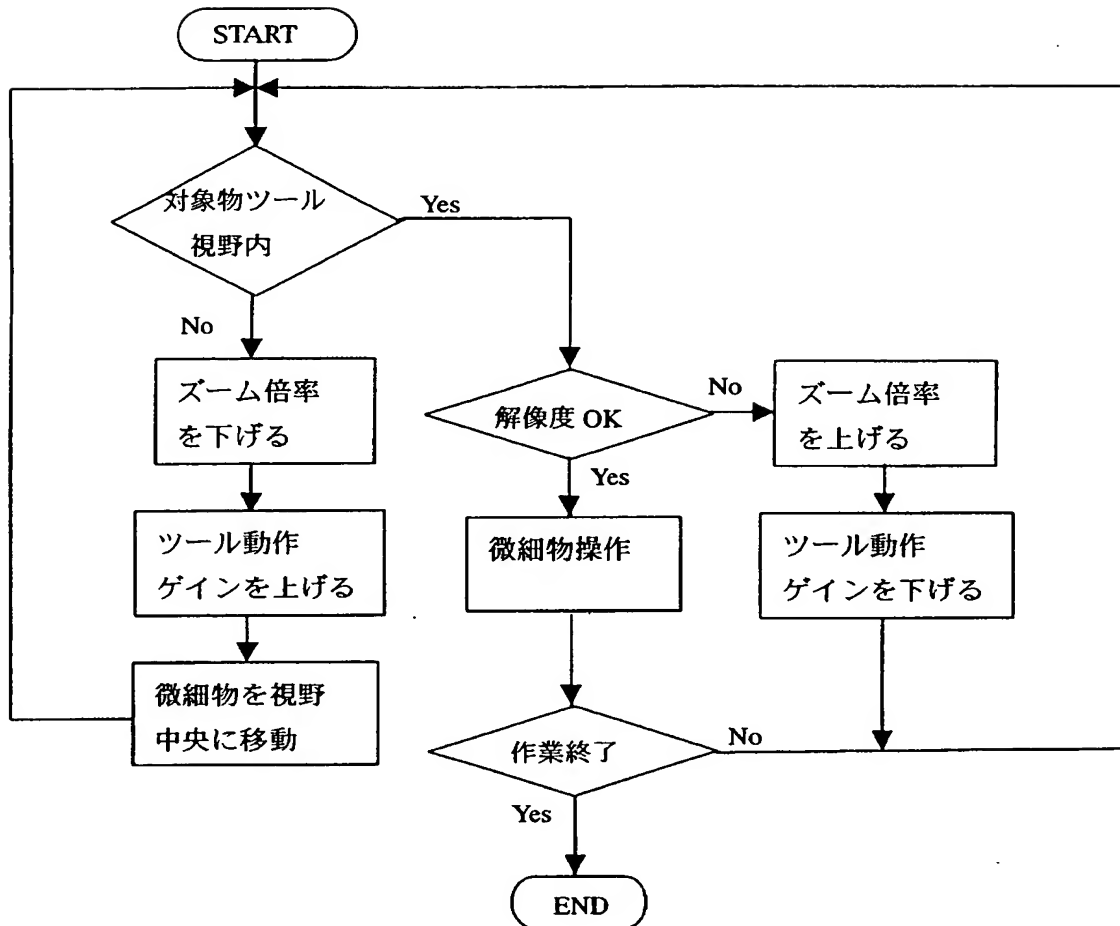 START
対象物ツール
視野内
Yes
No
ズーム倍率
を下げる
ツール動作
ゲインを上げる
微細物を視野
中央に移動
解像度 OK
No
Yes
ズーム倍率
を上げる
微細物操作
ツール動作
ゲインを下げる
作業終了
No
Yes
END